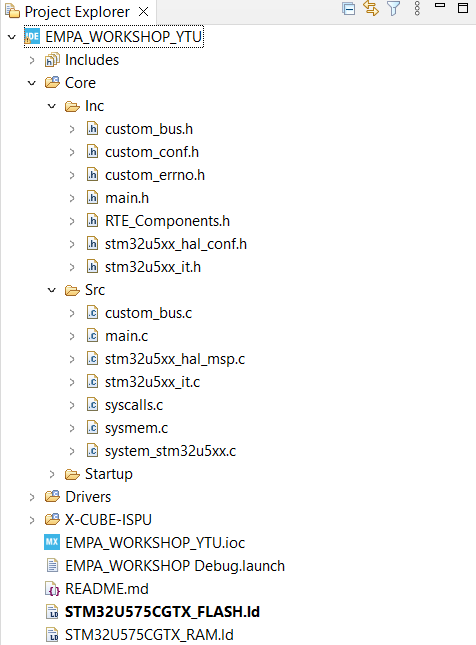 Project Explorer
EMPA_WORKSHOP_YTU
Includes
Core
Inc
custom_bus.h
custom_conf.h
custom_errno.h
main.h
RTE_Components.h
stm32u5xx_hal_conf.h
stm32u5xx_it.h
Src
custom_bus.c
main.c
stm32u5xx_hal_msp.c
stm32u5xx_it.c
syscalls.c
sysmem.c
system_stm32u5xx.c
Startup
Drivers
X-CUBE-ISPU
MX EMPA_WORKSHOP_YTU.ioc
EMPA_WORKSHOP Debug.launch
README.md
STM32U575CGTX_FLASH.ld
STM32U575CGTX_RAM.ld